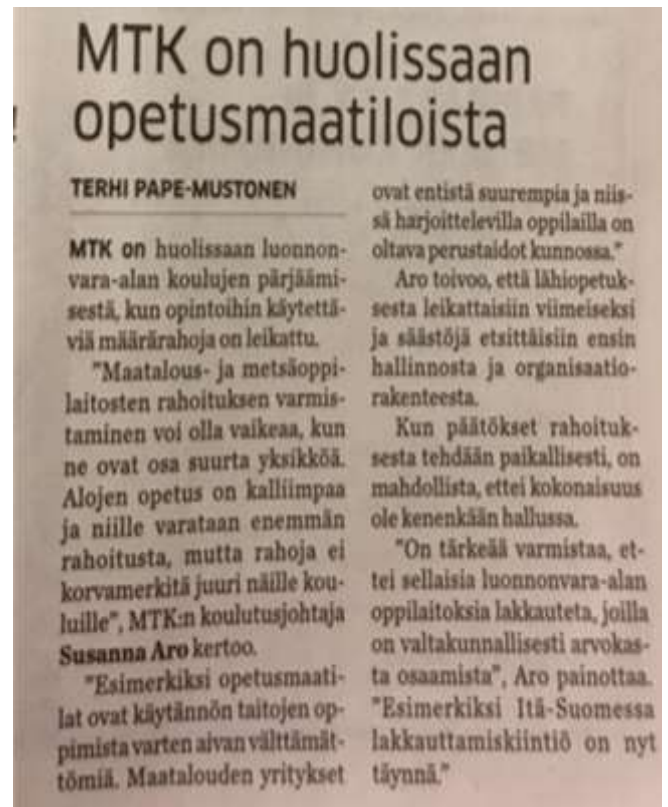 MTK on huolissaan
opetusmaatiloista
!
TERHI PAPE-MUSTONEN
MTK on huolissaan luonnon-
vara-alan koulujen pärjäämi-
sestä, kun opintoihin käytettä-
viä määrärahoja on leikattu.
"Maatalous- ja metsäoppi-
laitosten rahoituksen varmis-
taminen voi olla vaikeaa, kun
ne ovat osa suurta yksikköä.
Alojen opetus on kalliimpaa
ja niille varataan enemmän
rahoitusta, mutta rahoja ei
korvamerkitä juuri näille kou-
luille", MTK:n koulutusjohtaja
Susanna Aro kertoo.
"Esimerkiksi opetusmaati-
lat ovat käytännön taitojen op-
pimista varten aivan välttämät-
tömiä. Maatalouden yritykset
ovat entistä suurempia ja niis-
sä harjoittelevilla oppilailla on
oltava perustaidot kunnossa."
Aro toivoo, että lähiopetuk-
sesta leikattaisiin viimeiseksi
ja säästöjä etsittäisiin ensin
hallinnosta ja organisaatio-
rakenteesta.
Kun päätökset rahoituk-
sesta tehdään paikallisesti, on
mahdollista, ettei kokonaisuus
ole kenenkään hallussa.
"On tärkeää varmistaa, et-
tei sellaisia luonnonvara-alan
oppilaitoksia lakkauteta, joilla
on valtakunnallisesti arvokas-
ta osaamista", Aro painottaa.
"Esimerkiksi Itä-Suomessa
lakkauttamiskiintiö on nyt
täynnä."